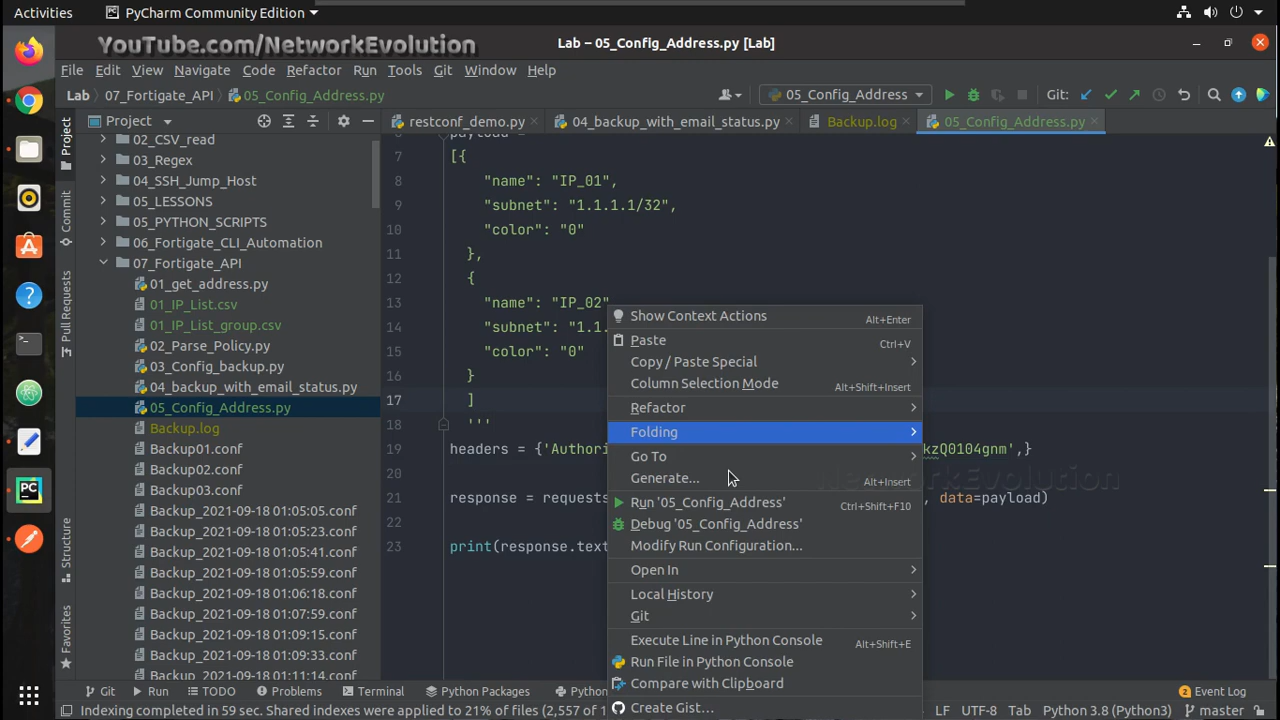 Activities
PyCharm Community Edition
YouTube.com/NetworkEvolution
Lab – 05_Config_Address.py [Lab]
File Edit View Navigate Code Refactor Run Tools Git Window Help
Lab 07_Fortigate_API 05_Config_Address.py
05_Config_Address
Git:
Project
restconf_demo.py
04_backup_with_email_status.py
Backup.log
05_Config_Address.py
Project
Commit
Pull Requests
Structure
Favorites
02_CSV_read
03_Regex
04_SSH_Jump_Host
05_LESSONS
05_PYTHON_SCRIPTS
06_Fortigate_CLI_Automation
07_Fortigate_API
01_get_address.py
01_IP_List.csv
01_IP_List_group.csv
02_Parse_Policy.py
03_Config_backup.py
04_backup_with_email_status.py
05_Config_Address.py
Backup.log
Backup01.conf
Backup02.conf
Backup_2021-09-18 01:05:05.conf
Backup_2021-09-18 01:05:23.conf
Backup_2021-09-18 01:05:41.conf
Backup_2021-09-18 01:05:59.conf
Backup_2021-09-18 01:06:18.conf
Backup_2021-09-18 01:07:59.conf
Backup_2021-09-18 01:09:15.conf
Backup_2021-09-18 01:09:33.conf
Backup_2021-09-18 01:11:14.conf
payload =
7 [{
8 "name": "IP_01",
9 "subnet": "1.1.1.1/32",
10 "color": "0"
11 },
12 {
13 "name": "IP_02"
14 "subnet": "1.1.
15 "color": "0"
16 }
17 ]
18 '''
19 headers = {'Authori kzQ0104gnm',}
20
21 response = requests , data=payload)
22
23 print(response.text
NetworkEvolution
Show Context Actions Alt+Enter
Paste Ctrl+V
Copy / Paste Special
Column Selection Mode Alt+Shift+Insert
Refactor
Folding
Go To
Generate... Alt+Insert
Run '05_Config_Address' Ctrl+Shift+F10
Debug '05_Config_Address'
Modify Run Configuration...
Open In
Local History
Git
Execute Line in Python Console Alt+Shift+E
Run File in Python Console
Compare with Clipboard
Create Gist...
Git Run TODO Problems Terminal Python Packages Python
2 Event Log
Indexing completed in 59 sec. Shared indexes were applied to 21% of files (2,557 of 1
LF UTF-8 Tab Python 3.8 (Python3) master